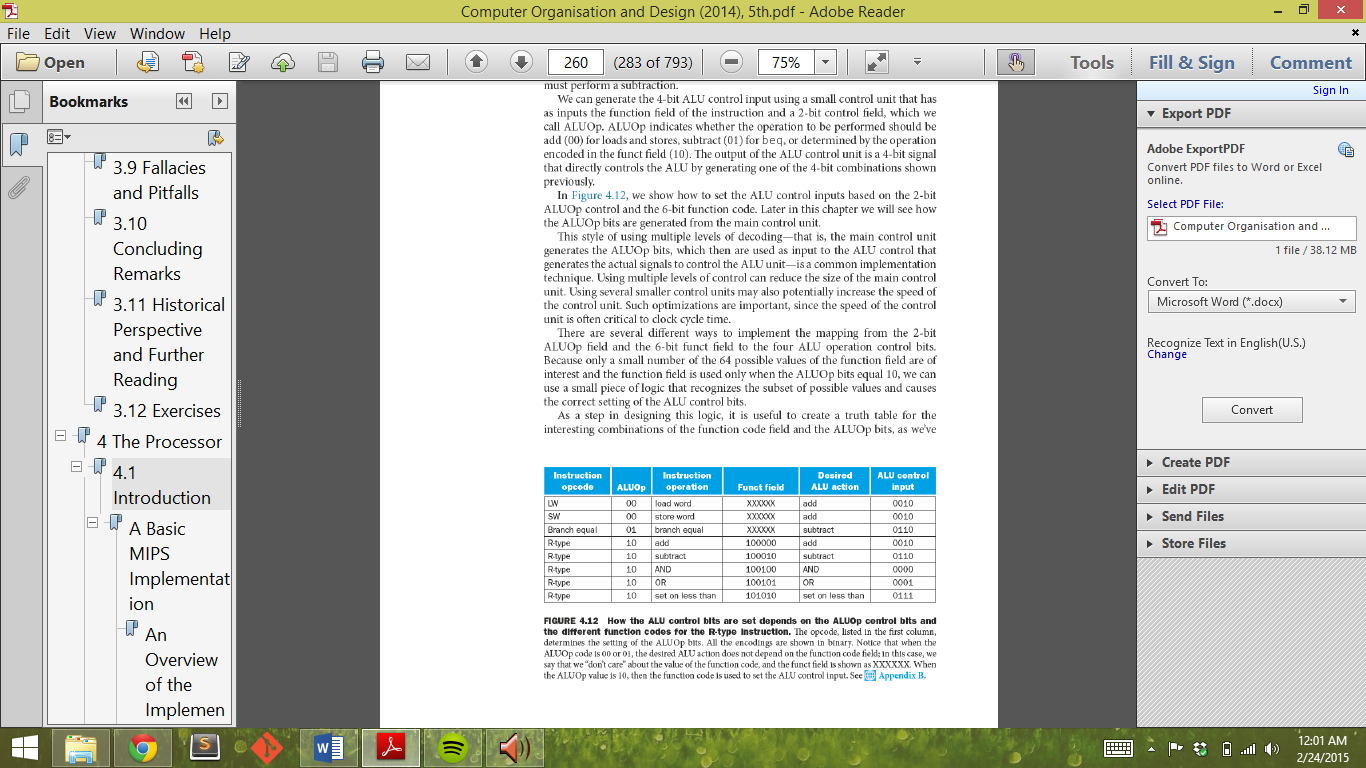 Computer Organisation and Design (2014), 5th.pdf - Adobe Reader
File Edit View Window Help
Open
260 (283 of 793)
75%
Tools Fill & Sign Comment
Sign In
Bookmarks
3.9 Fallacies
and Pitfalls
3.10
Concluding
Remarks
3.11 Historical
Perspective
and Further
Reading
3.12 Exercises
4 The Processor
4.1
Introduction
A Basic
MIPS
Implementat
ion
An
Overview
of the
Implemen
must perform a subtraction.
We can generate the 4-bit ALU control input using a small control unit that has
as inputs the function field of the instruction and a 2-bit control field, which we
call ALUOp. ALUOp indicates whether the operation to be performed should be
add (00) for loads and stores, subtract (01) for beq, or determined by the operation
encoded in the funct field (10). The output of the ALU control unit is a 4-bit signal
that directly controls the ALU by generating one of the 4-bit combinations shown
previously.
In Figure 4.12, we show how to set the ALU control inputs based on the 2-bit
ALUOp control and the 6-bit function code. Later in this chapter we will see how
the ALUOp bits are generated from the main control unit.
This style of using multiple levels of decoding—that is, the main control unit
generates the ALUOp bits, which then are used as input to the ALU control that
generates the actual signals to control the ALU unit—is a common implementation
technique. Using multiple levels of control can reduce the size of the main control
unit. Using several smaller control units may also potentially increase the speed of
the control unit. Such optimizations are important, since the speed of the control
unit is often critical to clock cycle time.
There are several different ways to implement the mapping from the 2-bit
ALUOp field and the 6-bit funct field to the four ALU operation control bits.
Because only a small number of the 64 possible values of the function field are of
interest and the function field is used only when the ALUOp bits equal 10, we can
use a small piece of logic that recognizes the subset of possible values and causes
the correct setting of the ALU control bits.
As a step in designing this logic, it is useful to create a truth table for the
interesting combinations of the function code field and the ALUOp bits, as we've
Instruction opcode ALUOp Instruction operation Funct field Desired ALU action ALU control input
LW 00 load word XXXXXX add 0010
SW 00 store word XXXXXX add 0010
Branch equal 01 branch equal XXXXXX subtract 0110
R-type 10 add 100000 add 0010
R-type 10 subtract 100010 subtract 0110
R-type 10 AND 100100 AND 0000
R-type 10 OR 100101 OR 0001
R-type 10 set on less than 101010 set on less than 0111
FIGURE 4.12 How the ALU control bits are set depends on the ALUOp control bits and
the different function codes for the R-type instruction. The opcode, listed in the first column,
determines the setting of the ALUOp bits. All the encodings are shown in binary. Notice that when the
ALUOp code is 00 or 01, the desired ALU action does not depend on the function code field; in this case, we
say that we "don't care" about the value of the function code, and the funct field is shown as XXXXXX. When
the ALUOp value is 10, then the function code is used to set the ALU control input. See Appendix B.
Export PDF
Adobe ExportPDF
Convert PDF files to Word or Excel
online.
Select PDF File:
Computer Organisation and ...
1 file / 38.12 MB
Convert To:
Microsoft Word (*.docx)
Recognize Text in English(U.S.)
Change
Convert
Create PDF
Edit PDF
Send Files
Store Files
12:01 AM
2/24/2015